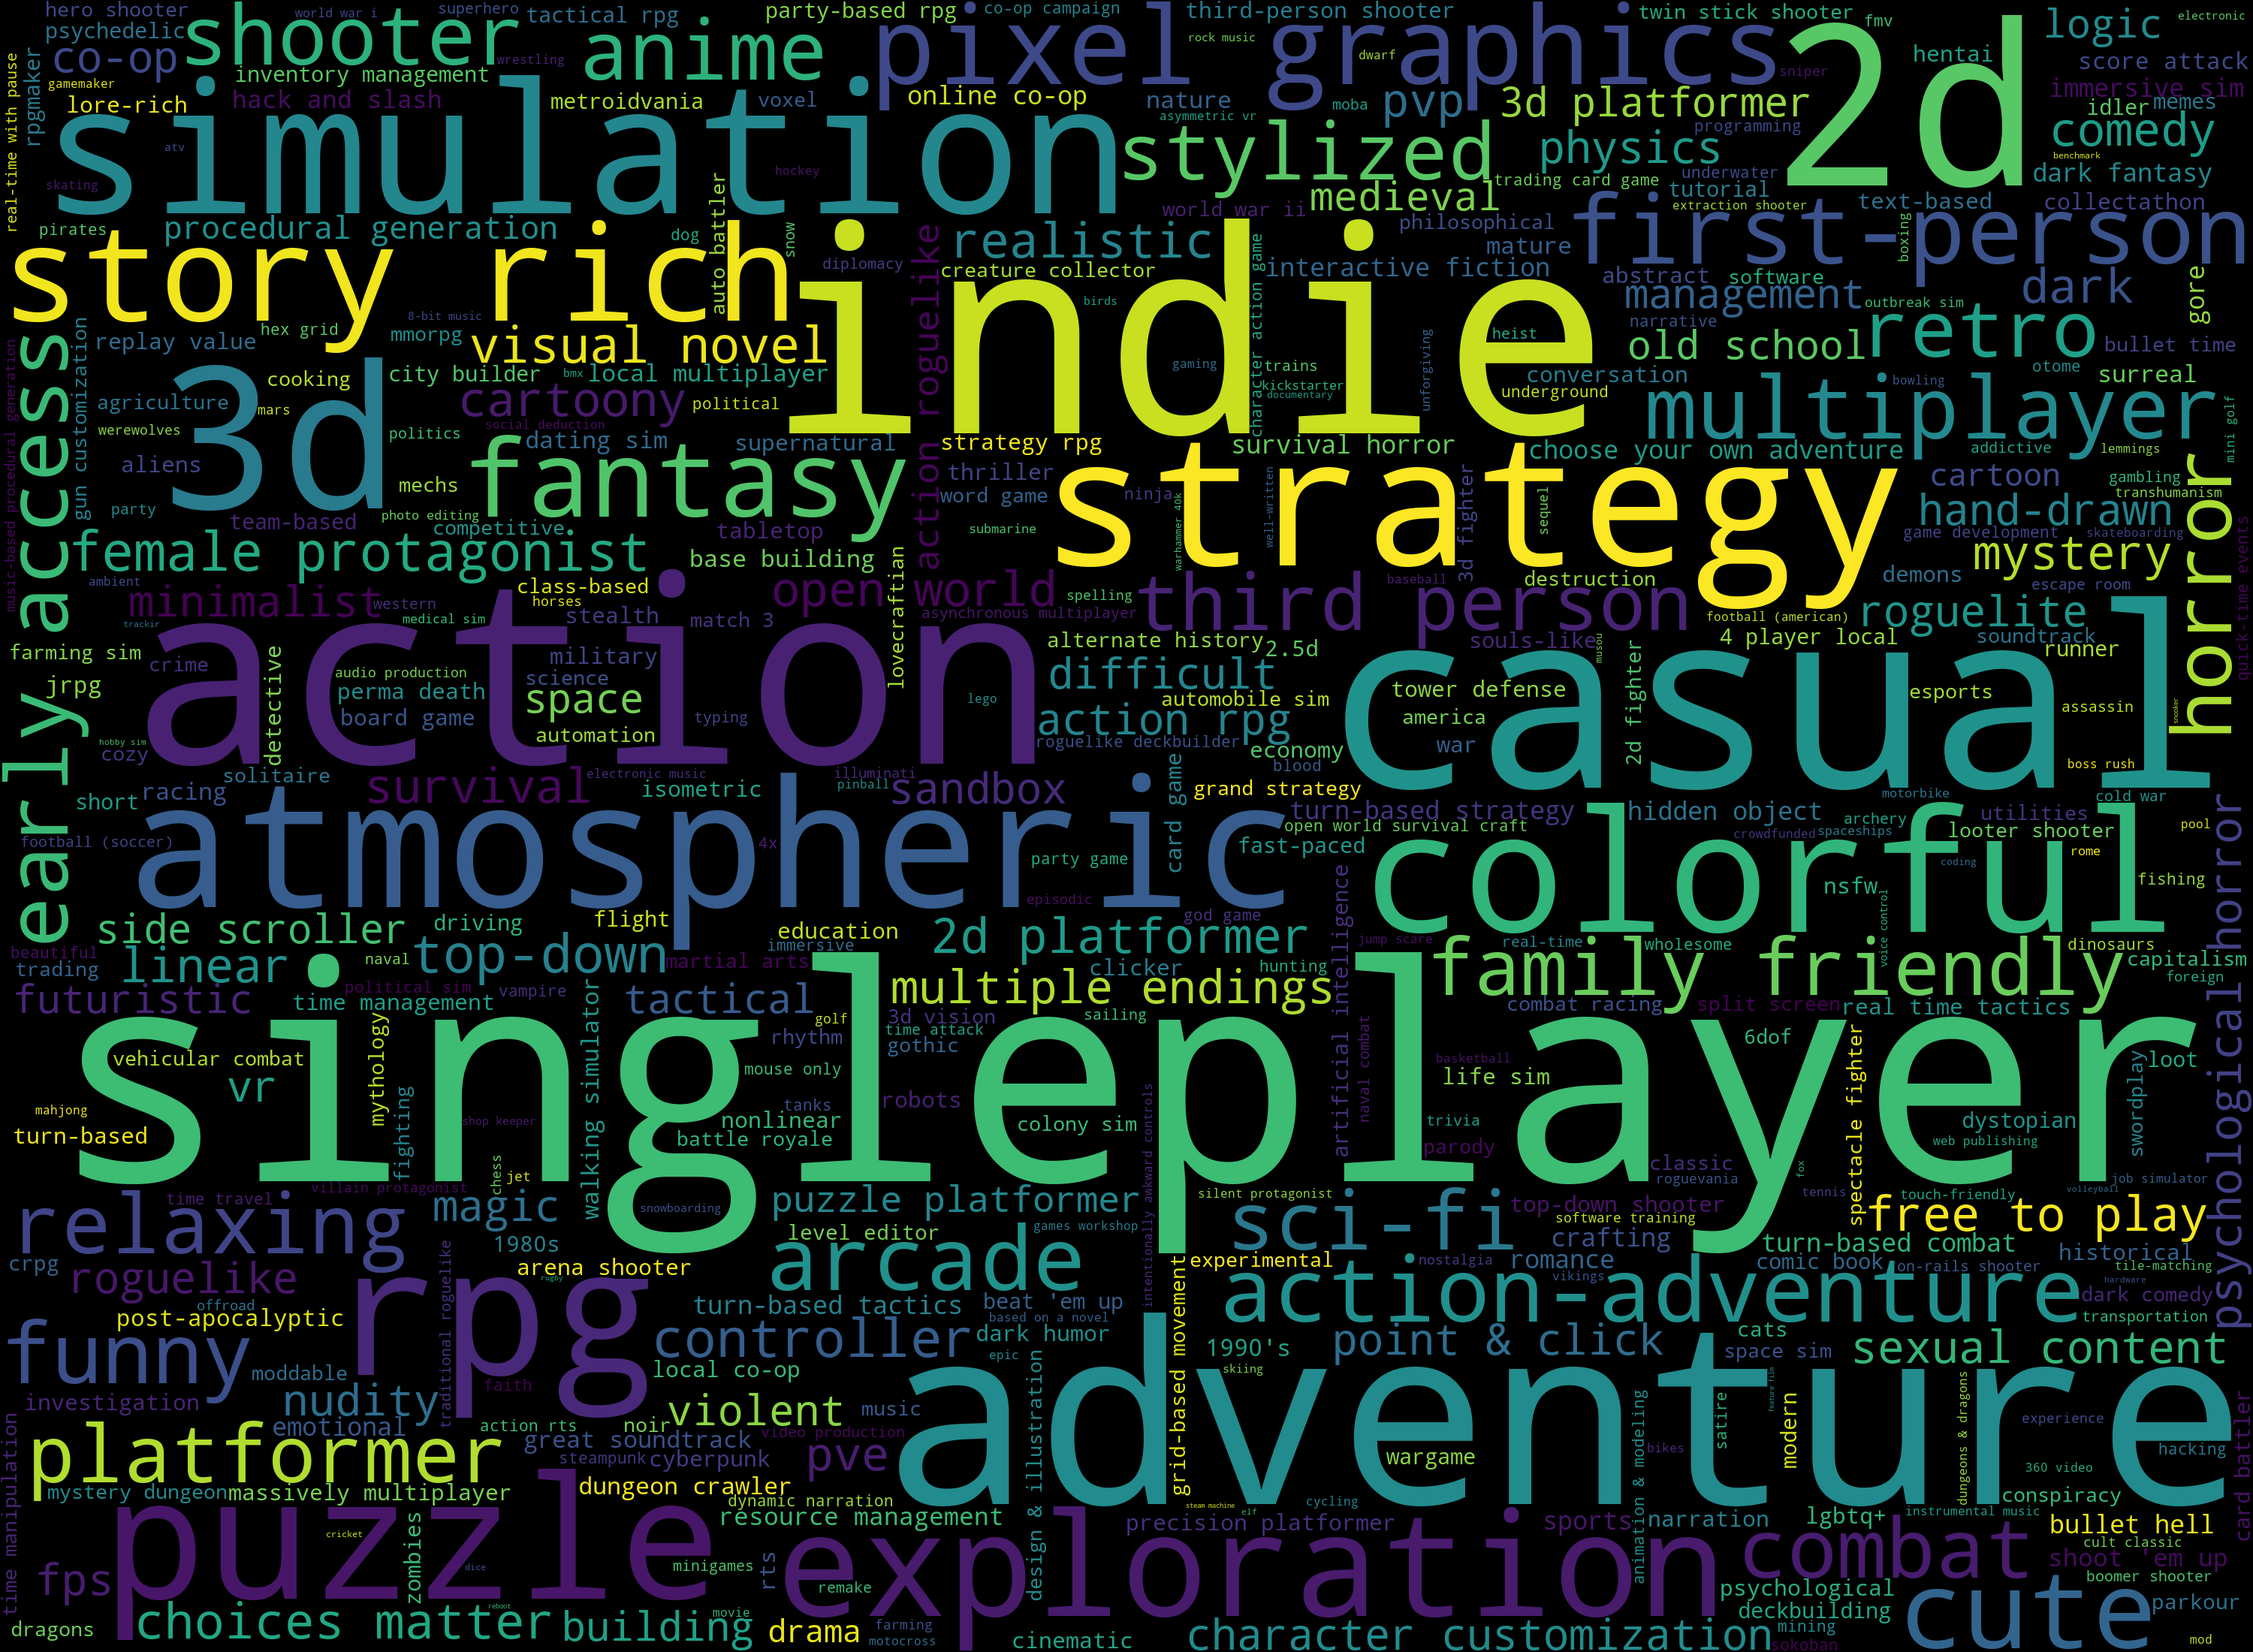 hero shooter
world war i
superhero
tactical rpg
party-based rpg
co-op campaign
third-person shooter
twin stick shooter
fmv
logic
electronic
psychedelic
shooter
anime
pixel graphics
rock music
2d
co-op
hentai
score attack
inventory management
wrestling
dwarf
sniper
gamemaker
real-time with pause
rpgmaker
lore-rich
hack and slash
metroidvania
voxel
online co-op
nature
moba
pvp
3d platformer
immersive sim
idler
memes
simulation
asymmetric vr
stylized
physics
programming
comedy
atv
benchmark
skating
hockey
medieval
trading card game
underwater
tutorial
dark fantasy
world war ii
extraction shooter
text-based
collectathon
pirates
procedural generation
dog
auto battler
snow
action roguelike
realistic
philosophical
mature
first-person
boxing
story rich
indie
diplomacy
creature collector
character action game
interactive fiction
abstract
software
dark
gore
management
outbreak sim
birds
hex grid
8-bit music
narrative
early access
gun customization
replay value
mmorpg
visual novel
unforgiving
heist
old school
retro
bullet time
music-based procedural generation
3d
cooking
city builder
bmx
local multiplayer
gaming
trains
kickstarter
documentary
conversation
bowling
otome
surreal
agriculture
mars
cartoony
political
underground
multiplayer
mini golf
werewolves
politics
social deduction
dating sim
supernatural
strategy rpg
survival horror
choose your own adventure
addictive
lemmings
aliens
fantasy
thriller
strategy
cartoon
gambling
mechs
word game
ninja
3d fighter
well-written
warhammer 40k
sequel
transhumanism
party
photo editing
team-based
competitive
tabletop
submarine
hand-drawn
horror
quick-time events
game development
skateboarding
female protagonist
base building
lovecraftian
mystery
ambient
class-based
open world
third person
baseball
destruction
demons
escape room
minimalist
western
horses
medical sim
stealth
match 3
asynchronous multiplayer
spelling
football (american)
roguelite
trackir
action
farming sim
crime
detective
military
alternate history
2.5d
souls-like
musou
4 player local
soundtrack
runner
audio production
science
space
difficult
jrpg
perma death
lego
automobile sim
tower defense
2d fighter
casual
esports
board game
typing
action rpg
america
assassin
snooker
hobby sim
cozy
automation
roguelike deckbuilder
economy
war
solitaire
survival
electronic music
illuminati
pinball
sandbox
blood
boss rush
short
racing
isometric
card game
grand strategy
motorbike
cold war
atmospheric
turn-based strategy
hidden object
archery
utilities
football (soccer)
4x
party game
open world survival craft
fast-paced
crowdfunded
spaceships
looter shooter
pool
colorful
coding
rome
psychological horror
artificial intelligence
nsfw
fishing
episodic
side scroller
driving
flight
education
2d platformer
god game
voice control
beautiful
immersive
jump scare
real-time
wholesome
dinosaurs
trading
linear
naval
top-down
martial arts
clicker
hunting
family friendly
capitalism
foreign
futuristic
time management
political sim
vampire
walking simulator
tactical
multiple endings
combat racing
split screen
real time tactics
golf
3d vision
sailing
time attack
gothic
rhythm
6dof
spectacle fighter
vehicular combat
mythology
singleplayer
mouse only
basketball
life sim
loot
vr
robots
naval combat
swordplay
mahjong
tanks
turn-based
fighting
shop keeper
nonlinear
battle royale
colony sim
intentionally awkward controls
trivia
parody
dystopian
web publishing
chess
jet
classic
roguevania
fox
job simulator
time travel
villain protagonist
silent protagonist
tennis
volleyball
relaxing
magic
snowboarding
puzzle platformer
sci-fi
top-down shooter
touch-friendly
free to play
level editor
games workshop
software training
crafting
turn-based combat
1980s
crpg
arena shooter
arcade
grid-based movement
experimental
nostalgia
romance
comic book
on-rails shooter
historical
tile-matching
roguelike
rpg
rugby
vikings
hardware
offroad
traditional roguelike
turn-based tactics
beat 'em up
action-adventure
dark comedy
post-apocalyptic
based on a novel
transportation
funny
controller
dark humor
1990's
point & click
cats
space sim
sexual content
moddable
local co-op
epic
skiing
feature film
investigation
nudity
faith
violent
music
design & illustration
adventure
satire
modern
dungeons & dragons
experience
card battler
time manipulation
emotional
action rts
noir
video production
great soundtrack
animation & modeling
bikes
hacking
platformer
steampunk
cyberpunk
pve
wargame
360 video
mystery dungeon
massively multiplayer
dungeon crawler
dynamic narration
cycling
conspiracy
steam machine
elf
resource management
precision platformer
sports
narration
lgbtq+
instrumental music
puzzle
cricket
zombies
exploration
combat
bullet hell
cult classic
fps
dice
minigames
rts
remake
shoot 'em up
boomer shooter
reboot
movie
psychological
cute
parkour
dragons
choices matter
building
drama
farming
motocross
cinematic
character customization
deckbuilding
mining
sokoban
mod